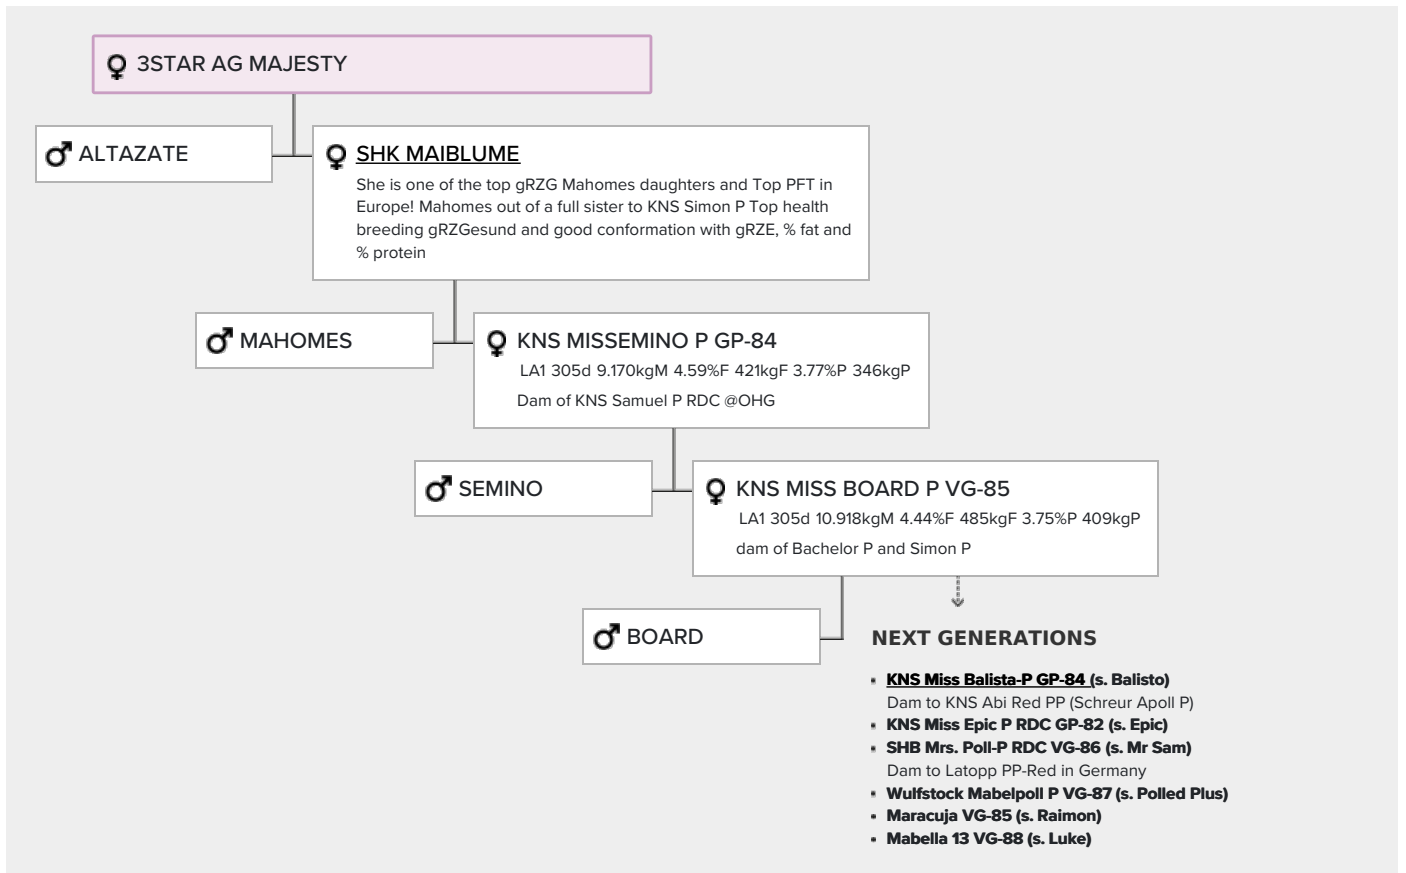 3STAR AG MAJESTY
ALTAZATE
SHK MAIBLUME
She is one of the top gRZG Mahomes daughters and Top PFT in
Europe! Mahomes out of a full sister to KNS Simon P Top health
breeding gRZGesund and good conformation with gRZE, % fat and
% protein
MAHOMES
KNS MISSEMINO P GP-84
LA1 305d 9.170kgM 4.59%F 421kgF 3.77%P 346kgP
Dam of KNS Samuel P RDC @OHG
SEMINO
KNS MISS BOARD P VG-85
LA1 305d 10.918kgM 4.44%F 485kgF 3.75%P 409kgP
dam of Bachelor P and Simon P
BOARD
NEXT GENERATIONS
KNS Miss Balista-P GP-84 (s. Balisto)
Dam to KNS Abi Red PP (Schreur Apoll P)
KNS Miss Epic P RDC GP-82 (s. Epic)
SHB Mrs. Poll-P RDC VG-86 (s. Mr Sam)
Dam to Latopp PP-Red in Germany
Wulfstock Mabelpoll P VG-87 (s. Polled Plus)
Maracuja VG-85 (s. Raimon)
Mabella 13 VG-88 (s. Luke)